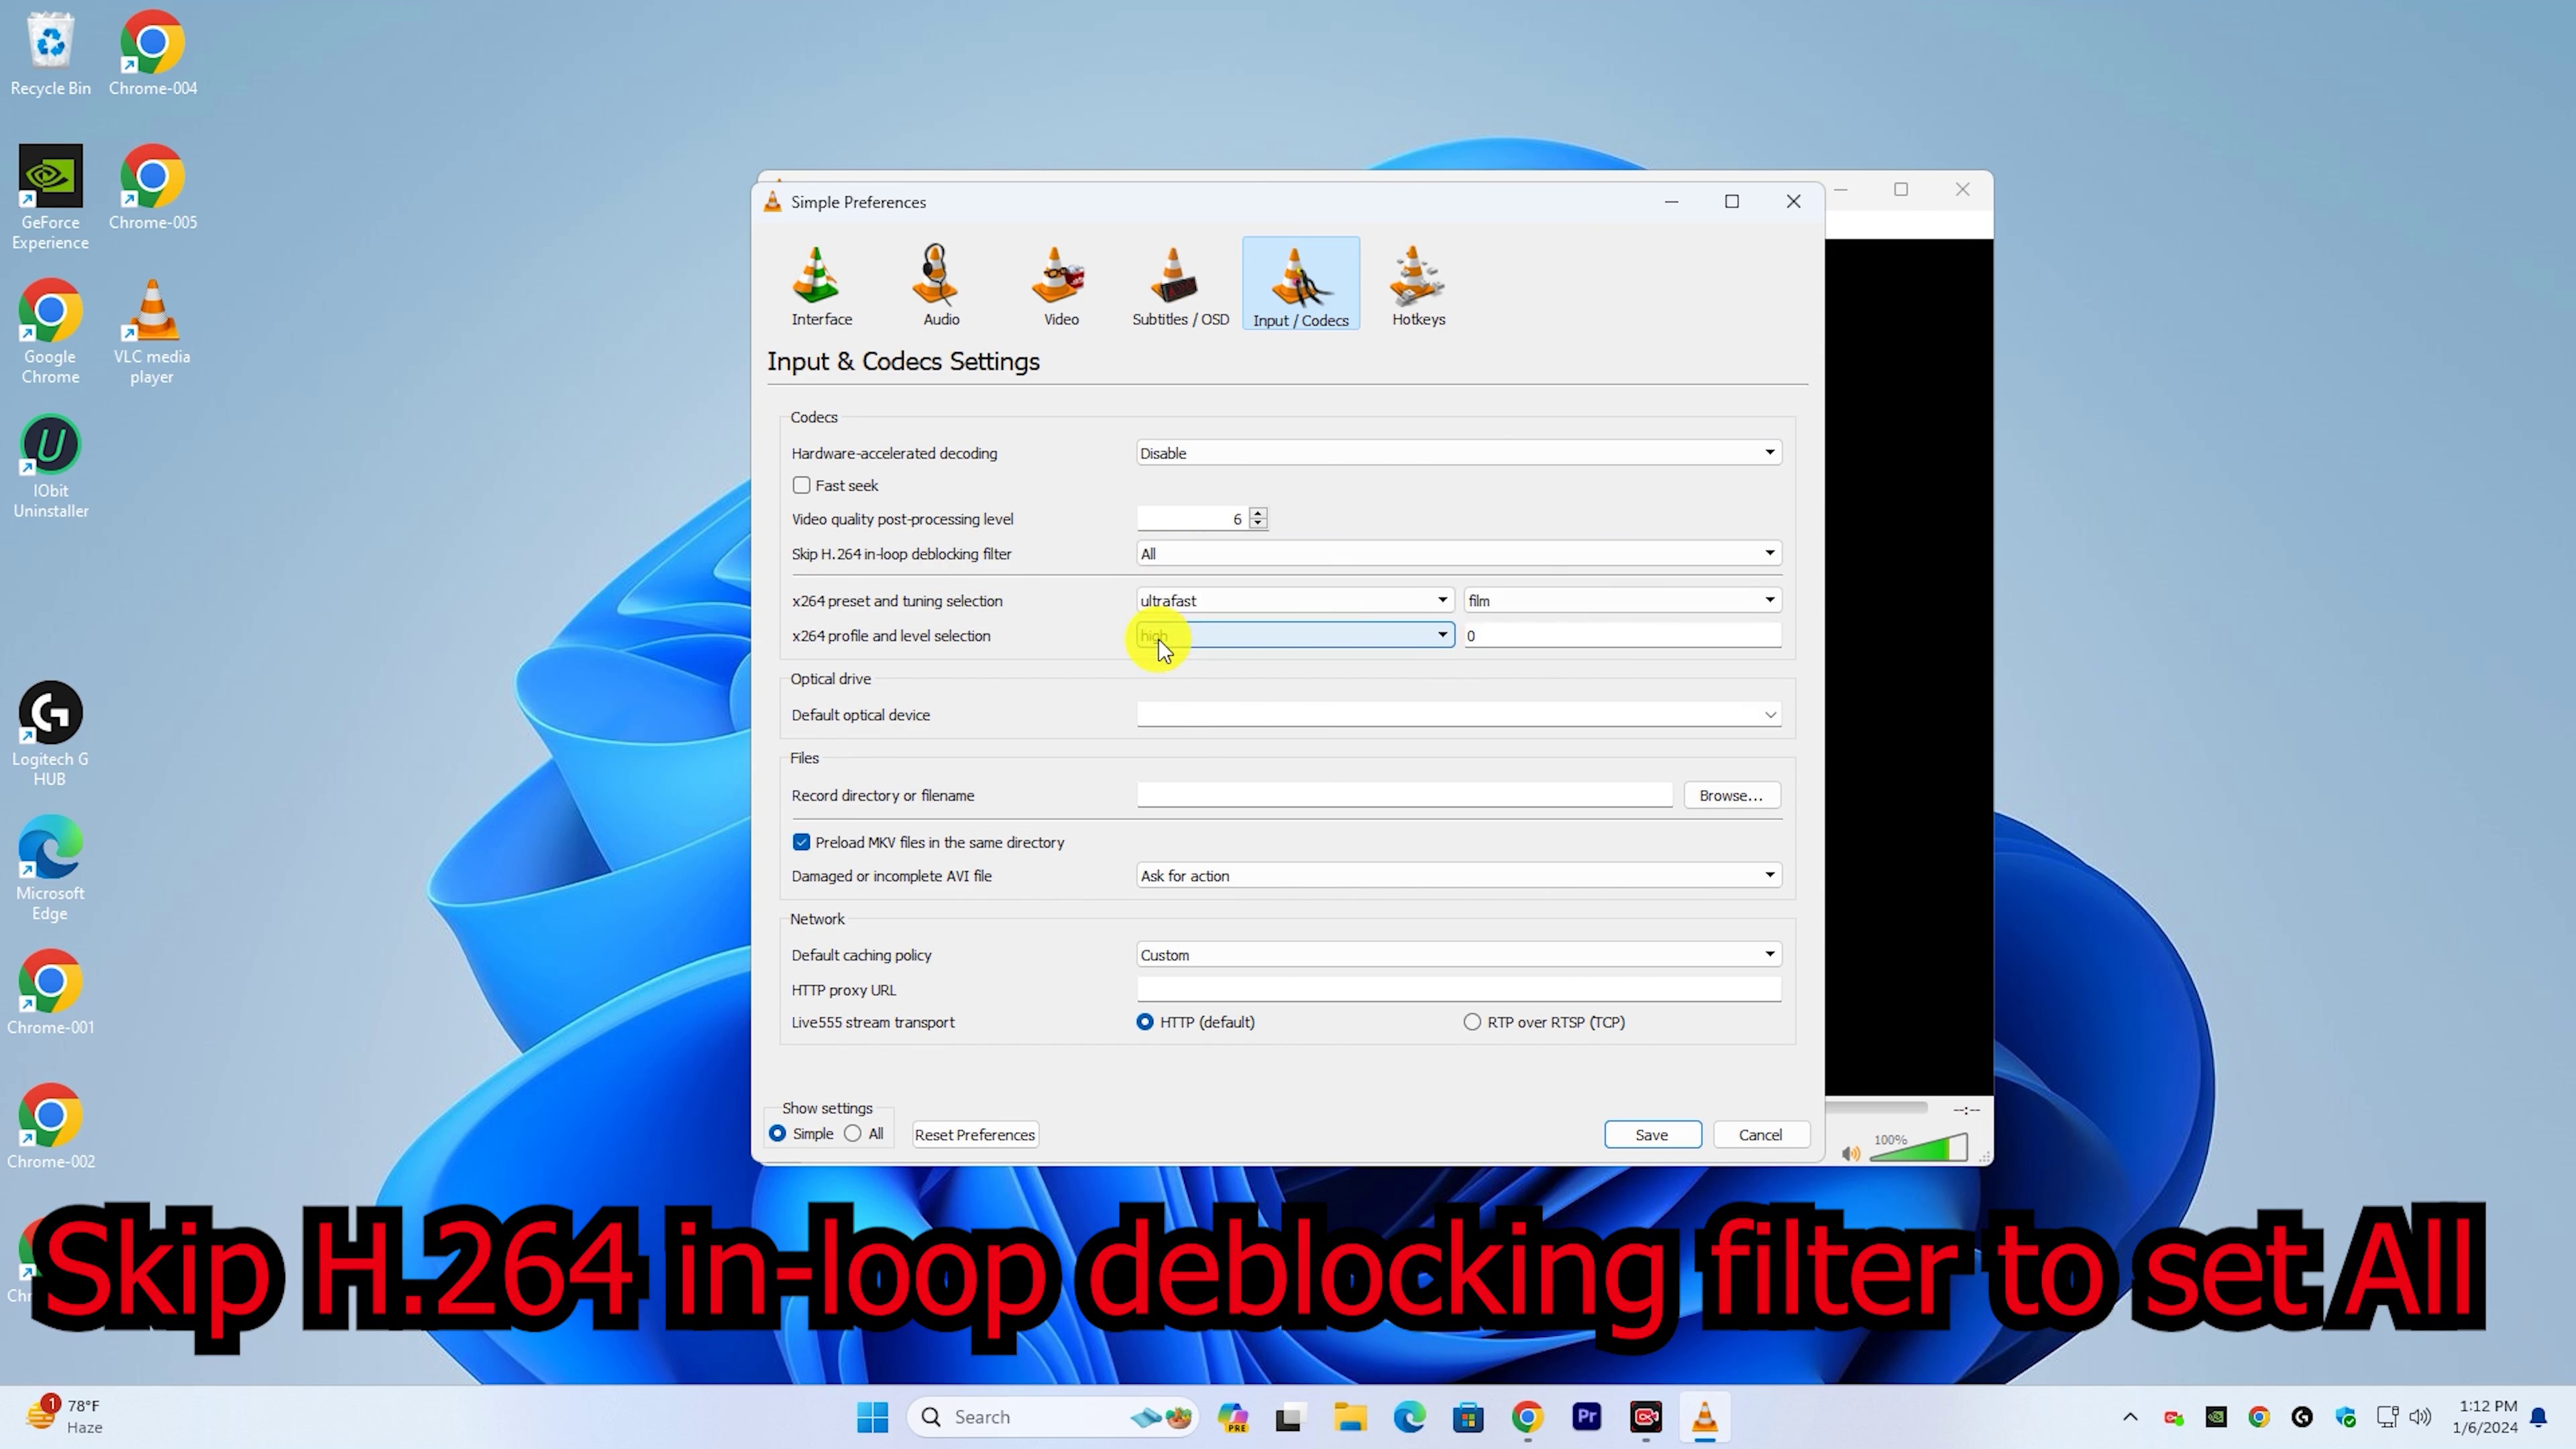 Recycle Bin
Chrome-004
GeForce
Experience
Chrome-005
Google
Chrome
VLC media
player
IObit
Uninstaller
Logitech G
HUB
Microsoft
Edge
Chrome-001
Chrome-002
Simple Preferences
Interface
Audio
Video
Subtitles / OSD
Input / Codecs
Hotkeys
Input & Codecs Settings
Codecs
Hardware-accelerated decoding
Disable
Fast seek
Video quality post-processing level
6
Skip H.264 in-loop deblocking filter
All
x264 preset and tuning selection
ultrafast
film
x264 profile and level selection
high
0
Optical drive
Default optical device
Files
Record directory or filename
Browse...
Preload MKV files in the same directory
Damaged or incomplete AVI file
Ask for action
Network
Default caching policy
Custom
HTTP proxy URL
Live555 stream transport
HTTP (default)
RTP over RTSP (TCP)
Show settings
Simple
All
Reset Preferences
Save
Cancel
--:--
100%
Skip H.264 in-loop deblocking filter to set All
1
78°F
Haze
Search
PRE
Pr
1:12 PM
1/6/2024